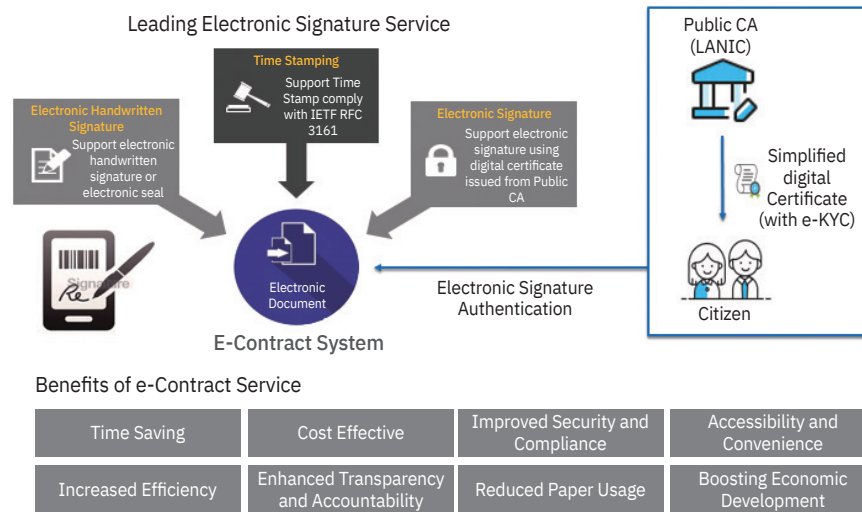 Leading Electronic Signature Service
Time Stamping
Support Time
Stamp comply
with IETF RFC
3161
Electronic Handwritten
Signature
Support electronic
handwritten
signature or
electronic seal
Electronic Signature
Support electronic
signature using
digital certificate
issued from Public
CA
Public CA
(LANIC)
Simplified
digital
Certificate
(with e-KYC)
Citizen
Signature
Re
Electronic
Document
Electronic Signature
Authentication
E-Contract System
Benefits of e-Contract Service
Time Saving
Cost Effective
Improved Security and
Compliance
Accessibility and
Convenience
Increased Efficiency
Enhanced Transparency
and Accountability
Reduced Paper Usage
Boosting Economic
Development